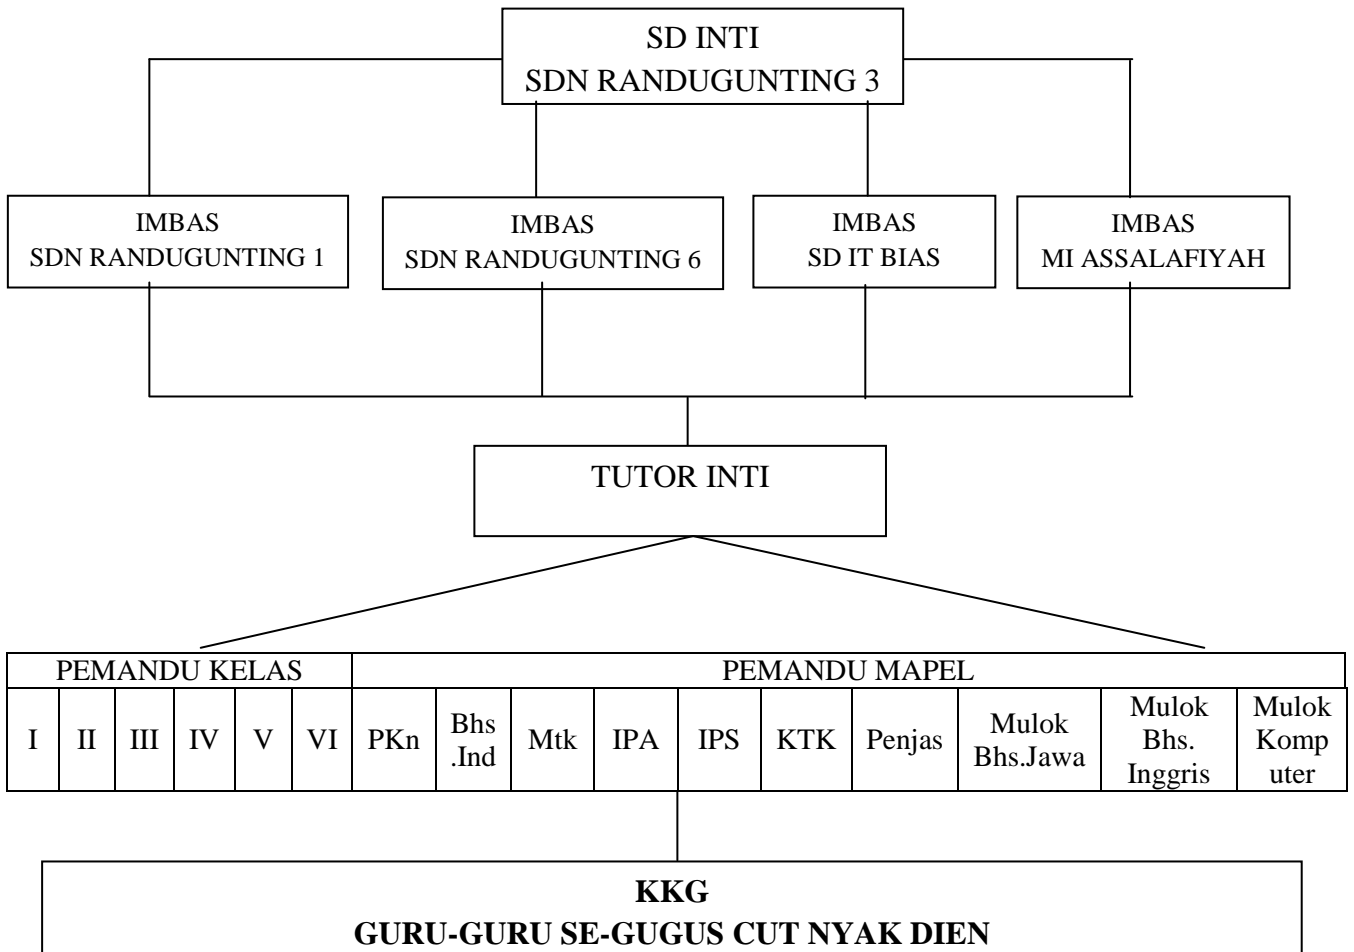 SD INTI
SDN RANDUGUNTING 3
IMBAS
SDN RANDUGUNTING 1
IMBAS
SDN RANDUGUNTING 6
IMBAS
SD IT BIAS
IMBAS
MI ASSALAFIYAH
TUTOR INTI
PEMANDU KELAS
PEMANDU MAPEL
I
II
III
IV
V
VI
PKn
Bhs
.Ind
Mtk
IPA
IPS
KTK
Penjas
Mulok
Bhs.Jawa
Mulok
Bhs.
Inggris
Mulok
Komp
uter
KKG
GURU-GURU SE-GUGUS CUT NYAK DIEN